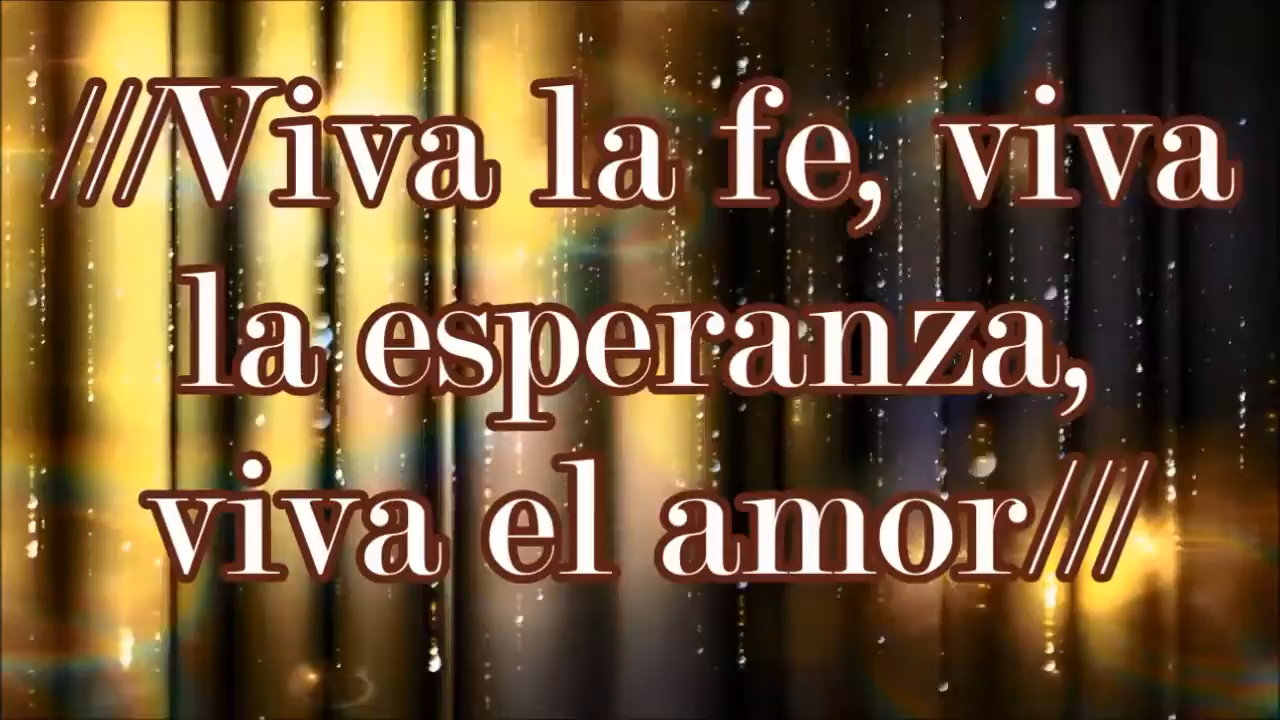 ///Viva la fe, viva
la esperanza,
viva el amor///